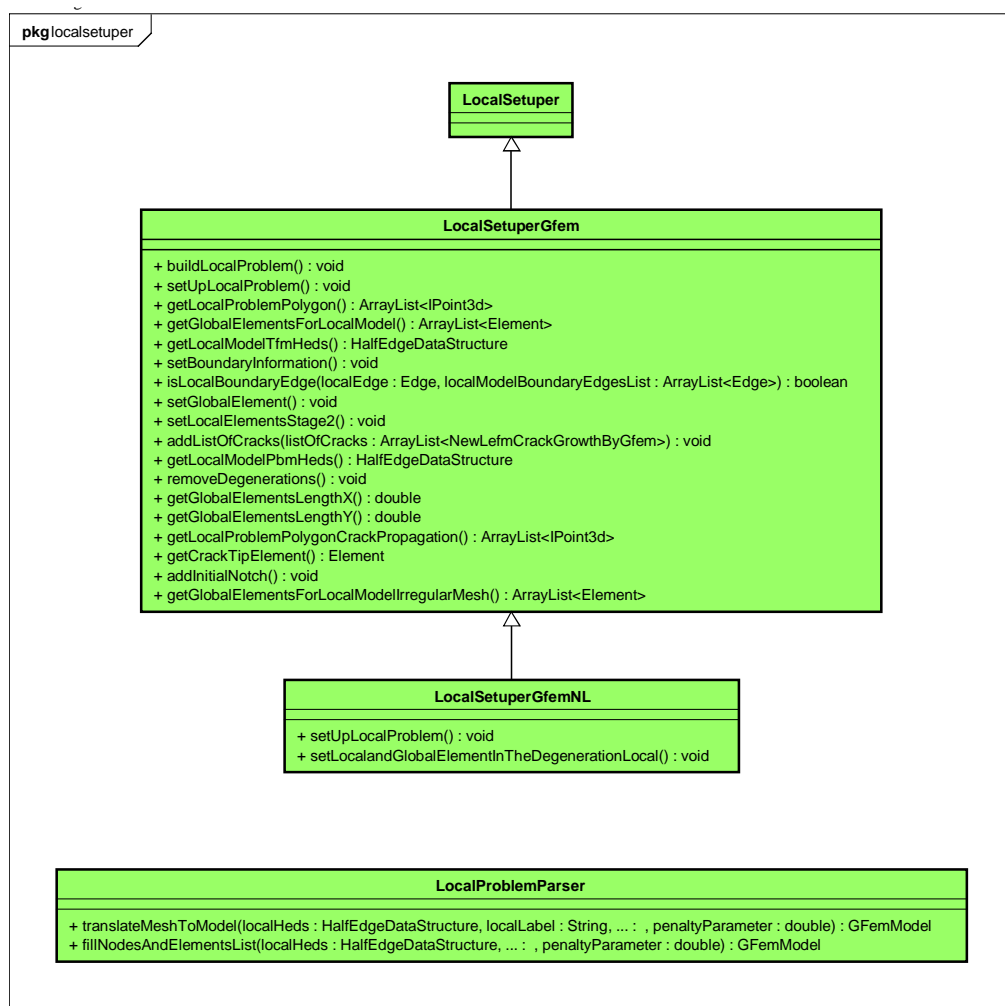 pkg localsetuper
LocalSetuper
LocalSetuperGfem
+ buildLocalProblem() : void
+ setUpLocalProblem() : void
+ getLocalProblemPolygon() : ArrayList<IPoint3d>
+ getGlobalElementsForLocalModel() : ArrayList<Element>
+ getLocalModelTfmHeds() : HalfEdgeDataStructure
+ setBoundaryInformation() : void
+ isLocalBoundaryEdge(localEdge : Edge, localModelBoundaryEdgesList : ArrayList<Edge>) : boolean
+ setGlobalElement() : void
+ setLocalElementsStage2() : void
+ addListOfCracks(listOfCracks : ArrayList<NewLefmCrackGrowthByGfem>) : void
+ getLocalModelPbmHeds() : HalfEdgeDataStructure
+ removeDegenerations() : void
+ getGlobalElementsLengthX() : double
+ getGlobalElementsLengthY() : double
+ getLocalProblemPolygonCrackPropagation() : ArrayList<IPoint3d>
+ getCrackTipElement() : Element
+ addInitialNotch() : void
+ getGlobalElementsForLocalModelIrregularMesh() : ArrayList<Element>
LocalSetuperGfemNL
+ setUpLocalProblem() : void
+ setLocalandGlobalElementInTheDegenerationLocal() : void
LocalProblemParser
+ translateMeshToModel(localHeds : HalfEdgeDataStructure, localLabel : String, ... : , penaltyParameter : double) : GFemModel
+ fillNodesAndElementsList(localHeds : HalfEdgeDataStructure, ... : , penaltyParameter : double) : GFemModel